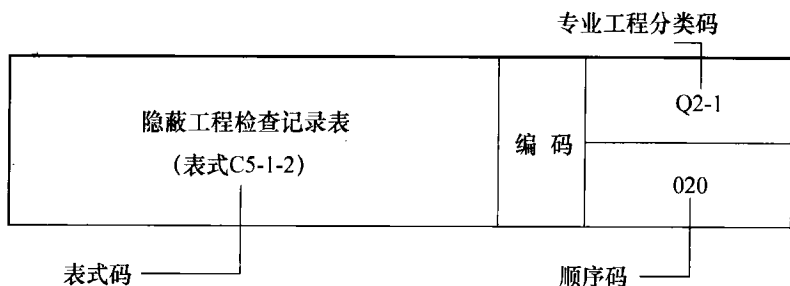 专业工程分类码
隐蔽工程检查记录表
(表式C5-1-2)
编 码
Q2-1
020
表式码
顺序码